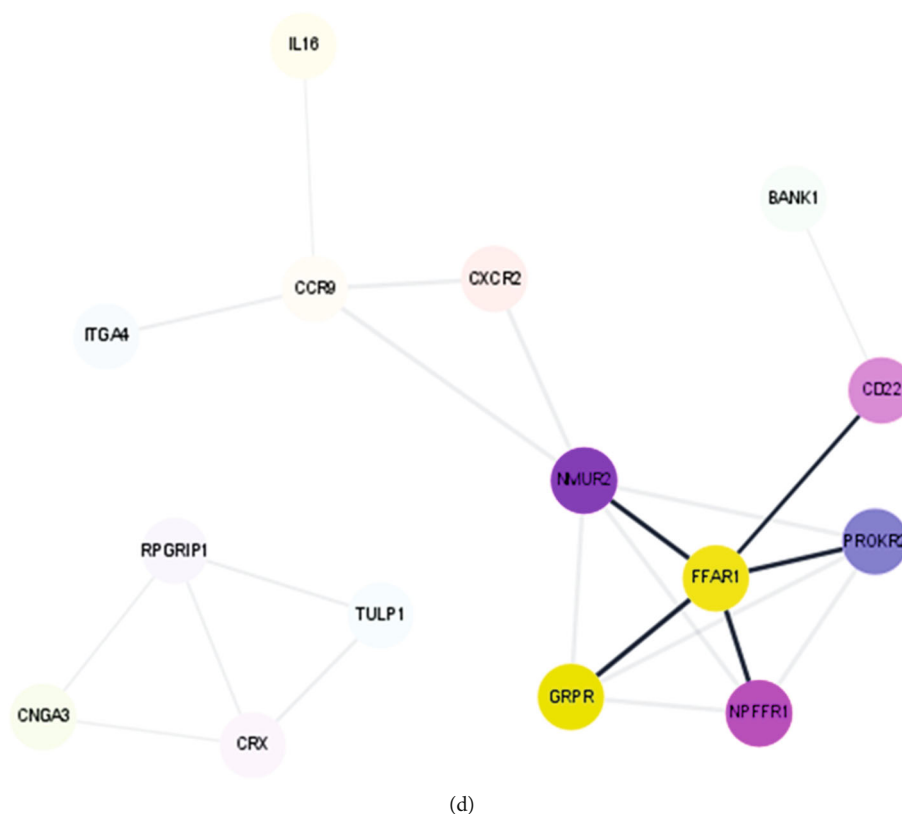 IL16
BANK1
CXCR2
CCR9
ITGA4
CD22
NMUR2
PROKR2
RPGRIP1
FFAR1
TULP1
GRPR
NPFFR1
CNGA3
CRX
(d)